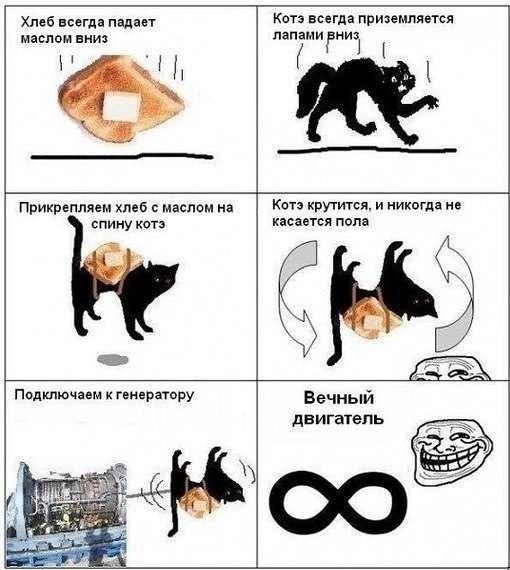 Хлеб всегда падает
маслом вниз
Котэ всегда приземляется
лапами вниз
Прикрепляем хлеб с маслом на
спину котэ
Котэ крутится, и никогда не
касается пола
Подключаем к генератору
Вечный
двигатель